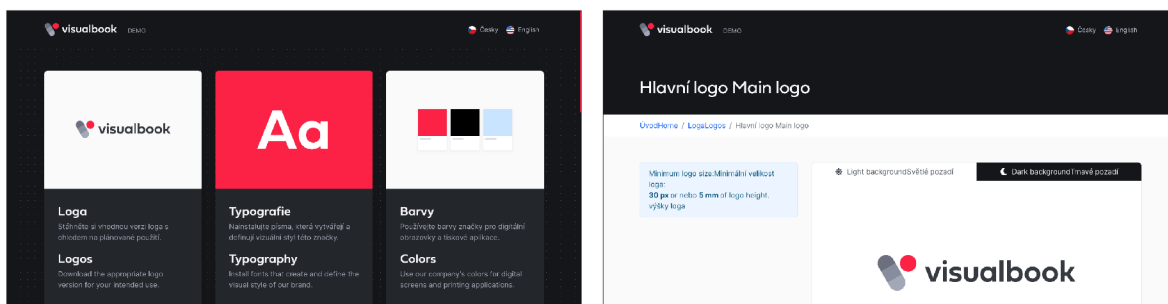 visualbook DEMO
Česky English
visualbook
Aa
Loga
Stáhněte si vhodnou verzi loga s
ohledem na plánované použití.
Logos
Download the appropriate logo
version for your intended use.
Typografie
Nainstalujte písma, která vytvářejí a
definují vizuální styl této značky.
Typography
Install fonts that create and define the
visual style of our brand.
Barvy
Používejte barvy značky pro digitální
obrazovky a tiskové aplikace.
Colors
Use our company's colors for digital
screens and printing applications.
visualbook DEMO
Česky English
Hlavní logo Main logo
ÚvodHome / LogaLogos / Hlavní logo Main logo
Minimum logo size:Minimální velikost
loga:
30 px or nebo 5 mm of logo height.
výšky loga
Light backgroundSvětlé pozadí
Dark backgroundTmavé pozadí
visualbook